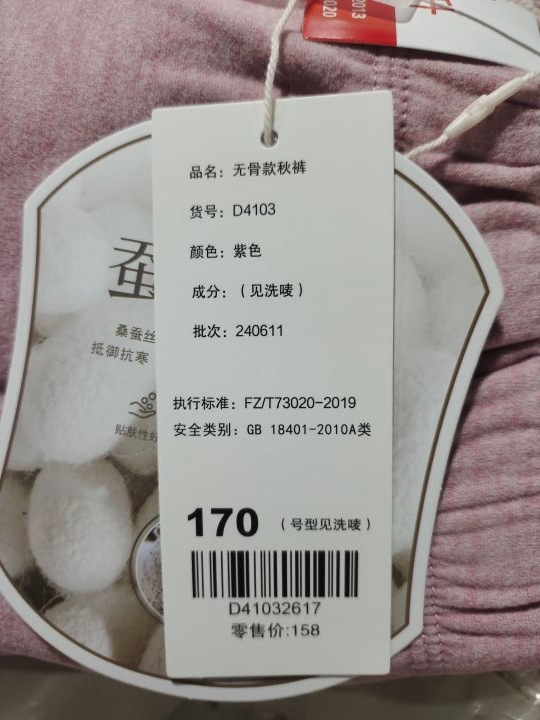 2013
020
品名：无骨款秋裤
货号：D4103
颜色：紫色
成分：（见洗唛）
批次：240611
执行标准：FZ/T73020-2019
安全类别：GB 18401-2010A类
170（号型见洗唛）
D41032617
零售价:158
蚕
桑蚕丝
抵御抗寒
贴肤性